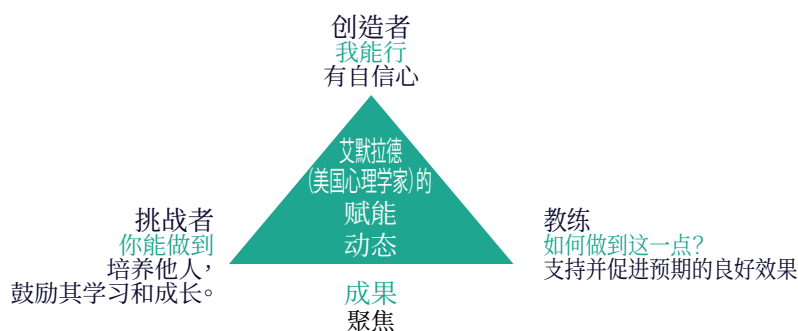 创造者
我能行
有自信心
艾默拉德
(美国心理学家)的
赋能
动态
挑战者
你能做到
培养他人，
鼓励其学习和成长。
教练
如何做到这一点？
支持并促进预期的良好效果
成果
聚焦